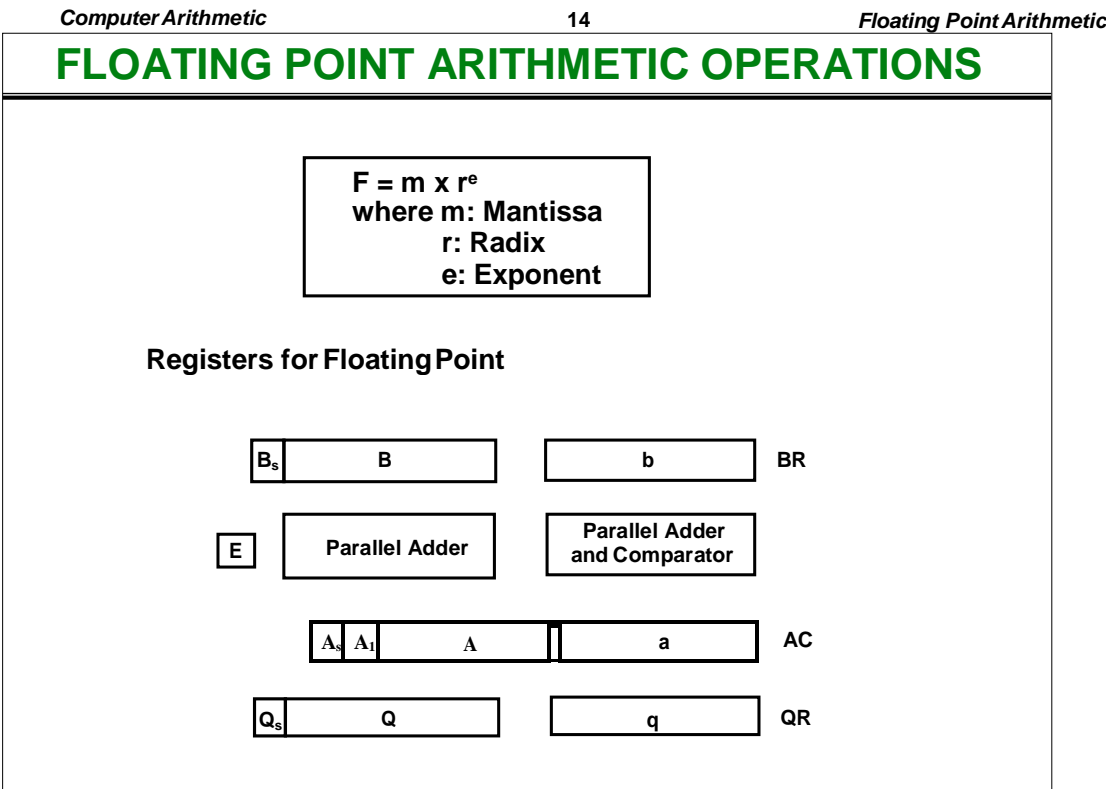 Computer Arithmetic 14 Floating Point Arithmetic
FLOATING POINT ARITHMETIC OPERATIONS
F = m x rᵉ
where m: Mantissa
r: Radix
e: Exponent
Registers for Floating Point
Bₛ B b BR
E Parallel Adder Parallel Adder
and Comparator
Aₛ A₁ A a AC
Qₛ Q q QR